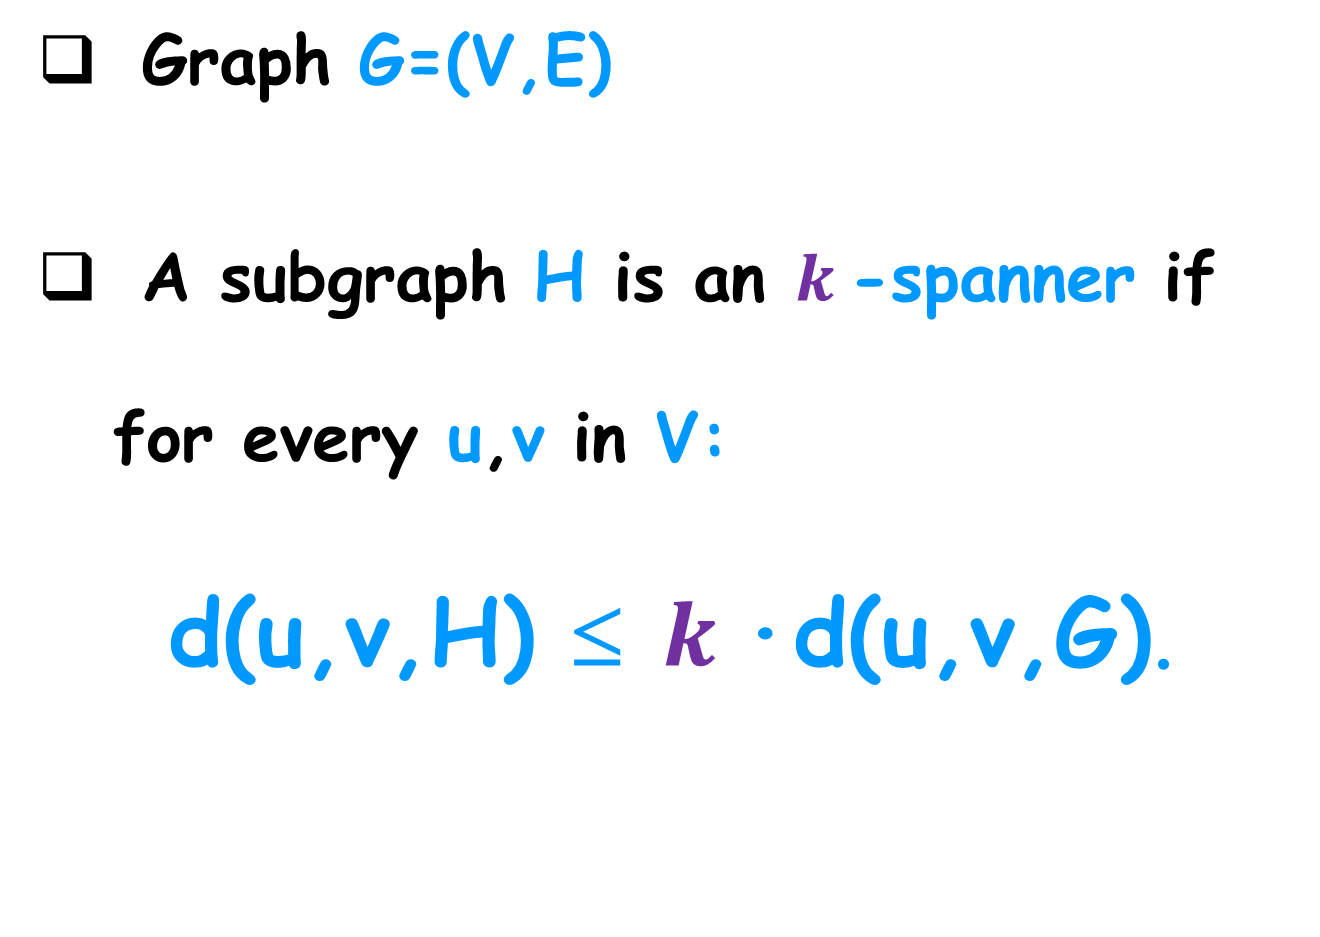 ❑ Graph G=(V,E)
❑ A subgraph H is an k -spanner if
for every u,v in V:
d(u,v,H) ≤ k · d(u,v,G).